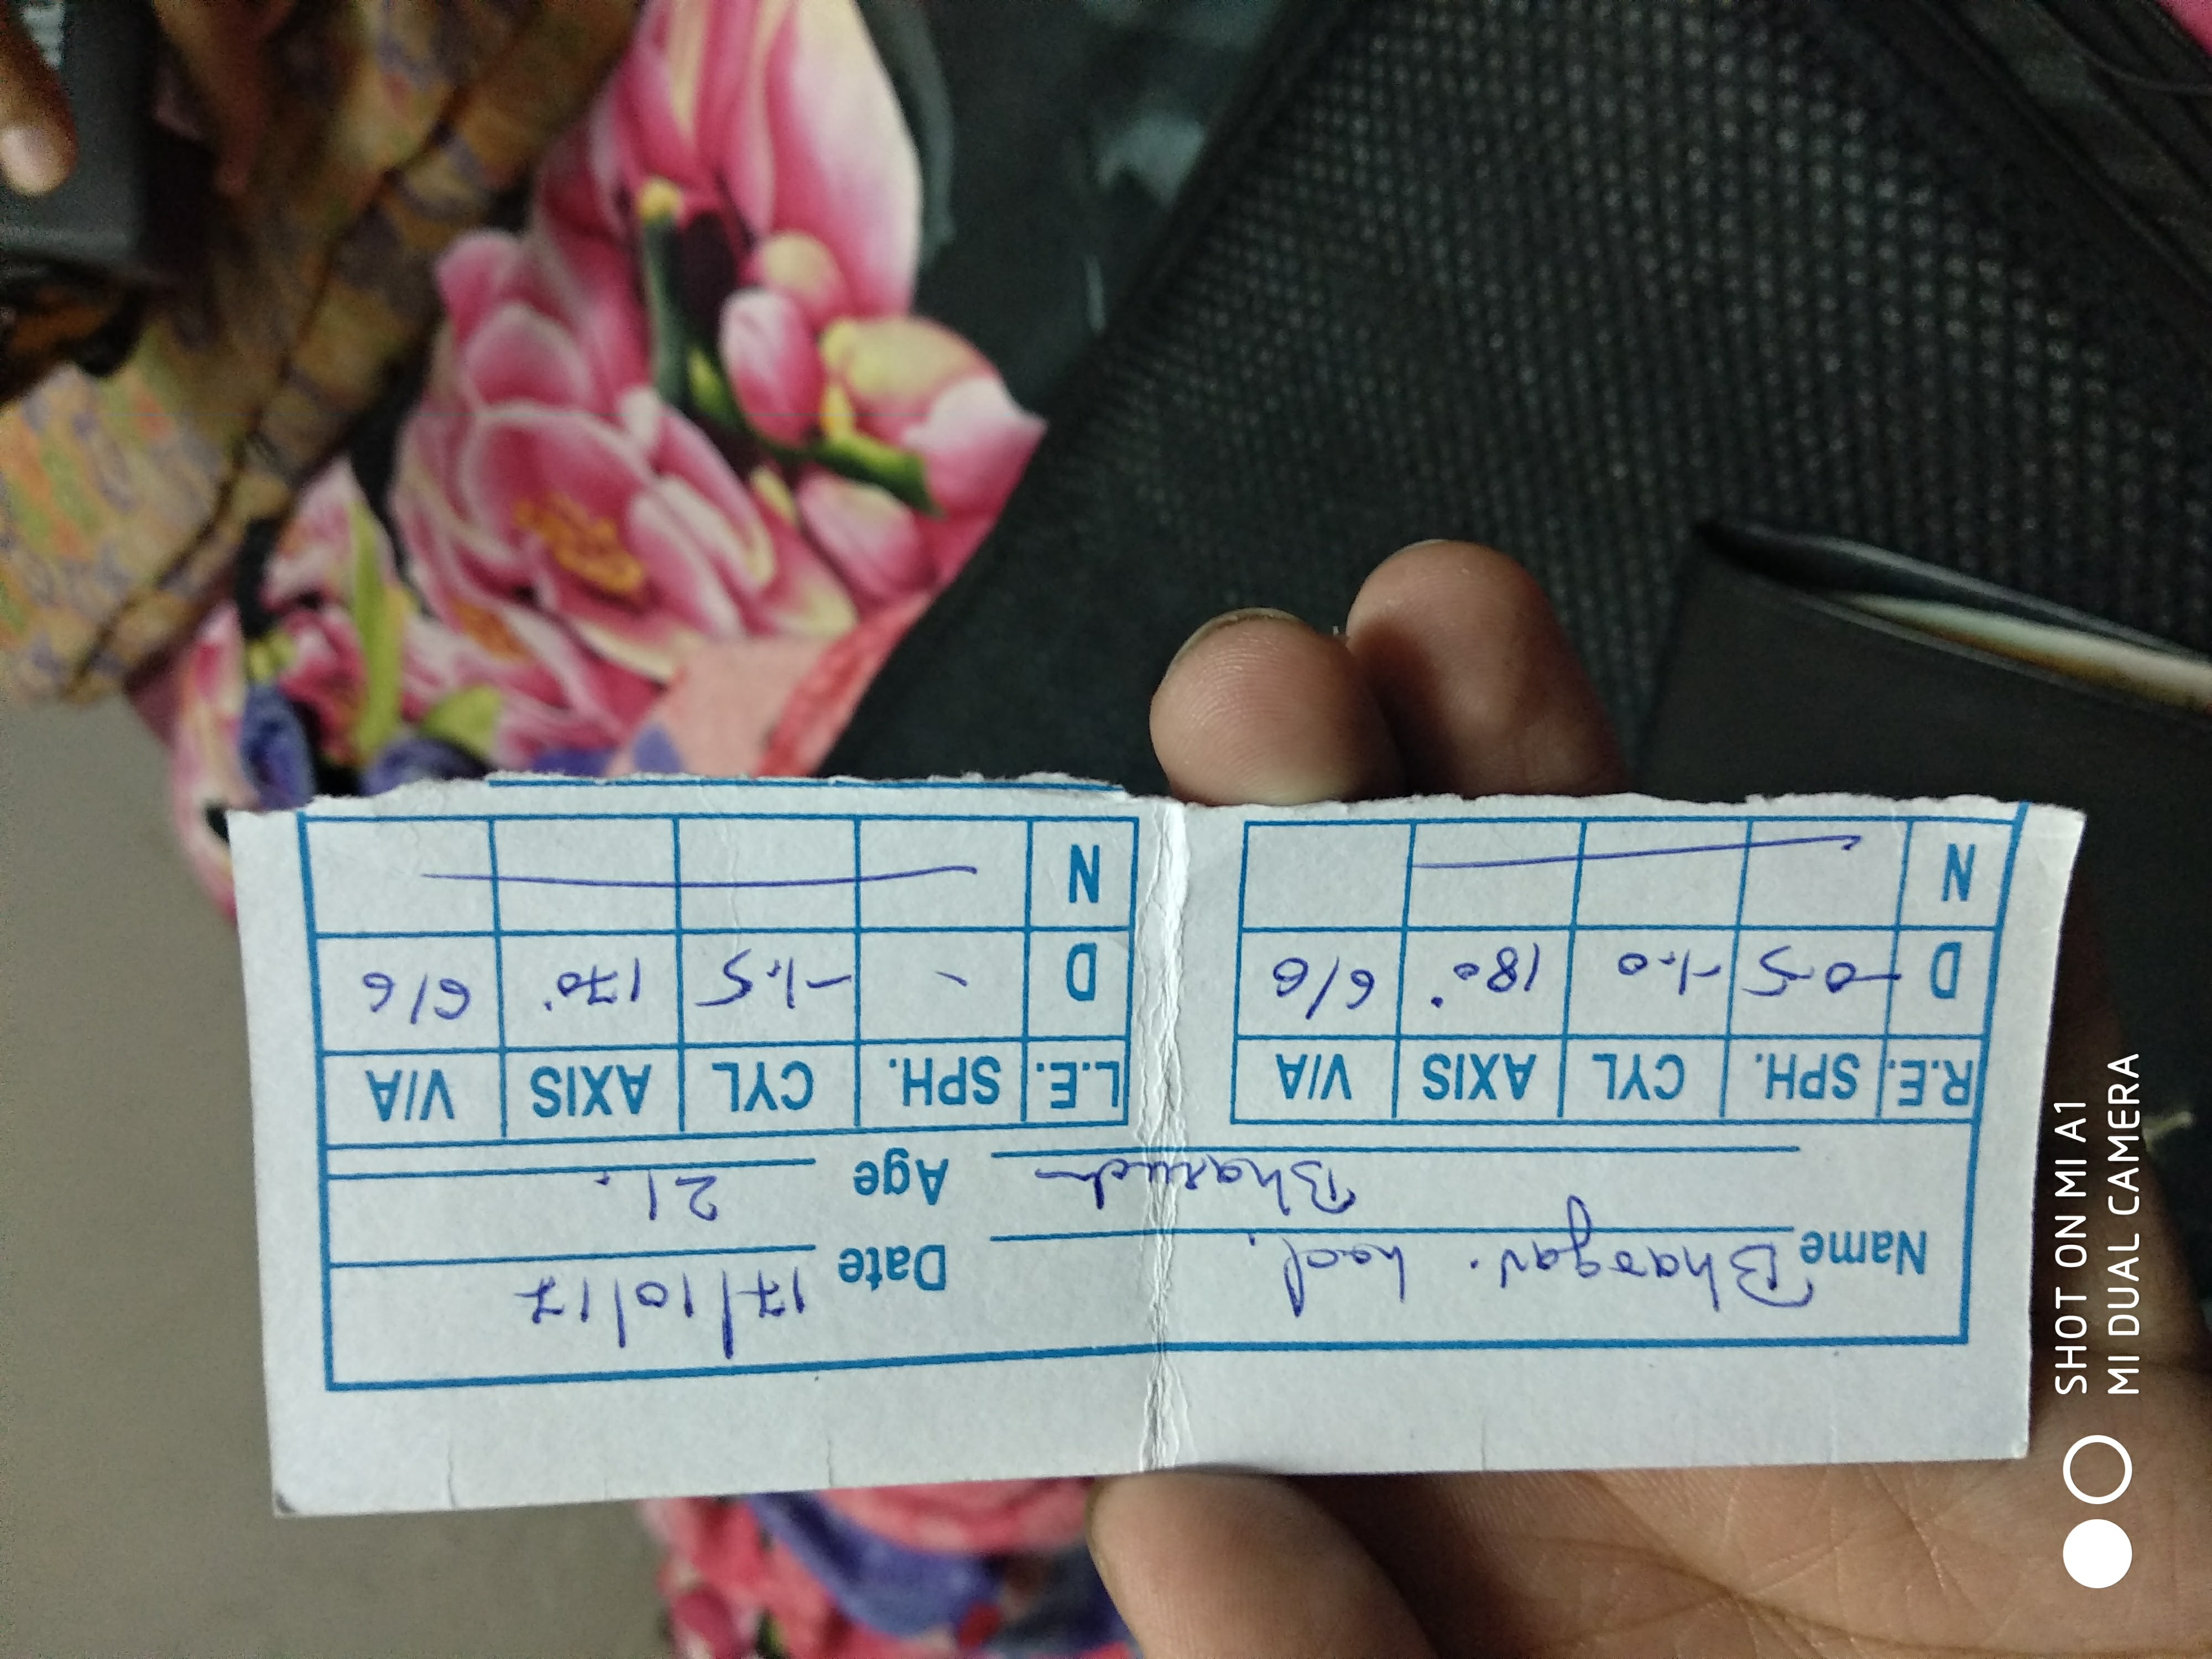 Name Bhargav. had. Date 17/10/17
Bharuch Age 21.
R.E. SPH. CYL AXIS V/A L.E. SPH. CYL AXIS V/A
D -0.5 -1.0 180° 6/6 D - -1.5 170° 6/6
N N
SHOT ON MI A1
MI DUAL CAMERA